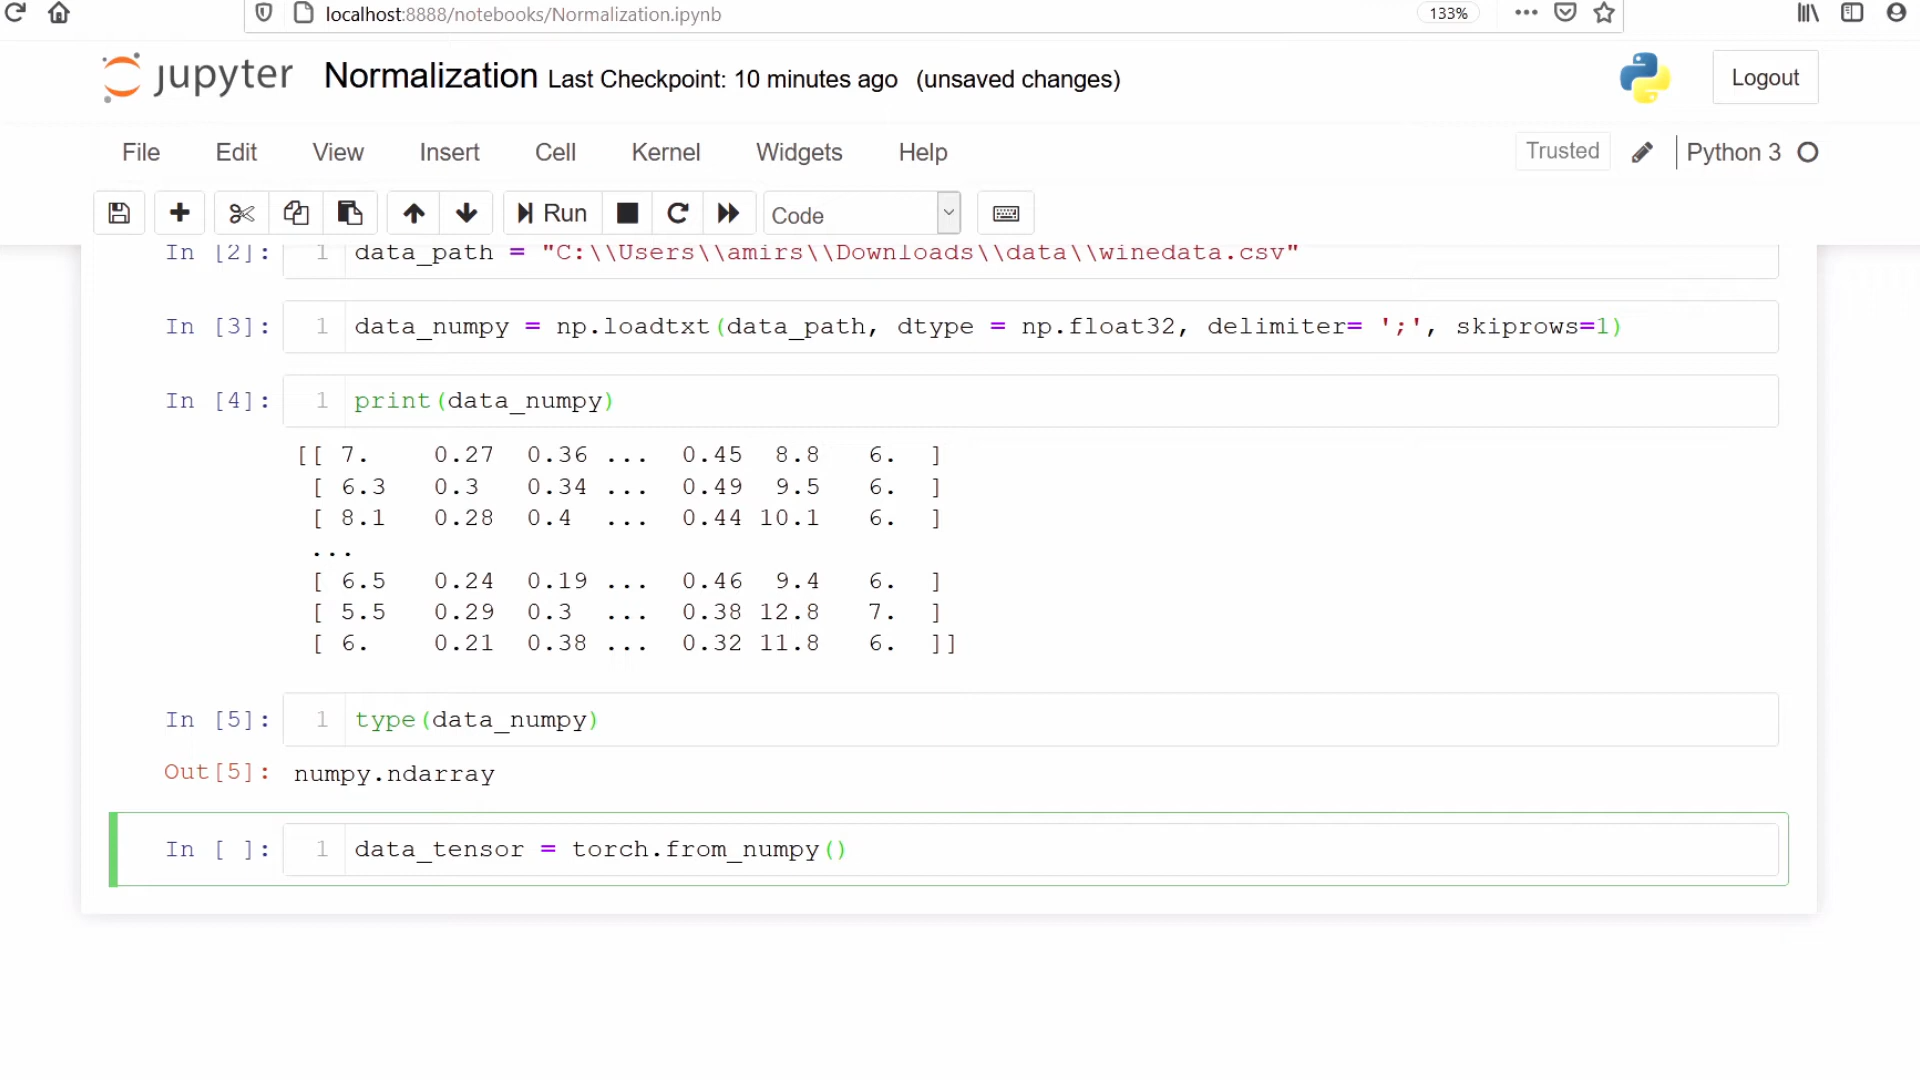 localhost:8888/notebooks/Normalization.ipynb 133%
jupyter Normalization Last Checkpoint: 10 minutes ago (unsaved changes) Logout
File Edit View Insert Cell Kernel Widgets Help Trusted Python 3
Run Code
In [2]: 1 data_path = "C:\\Users\\amirs\\Downloads\\data\\winedata.csv"
In [3]: 1 data_numpy = np.loadtxt(data_path, dtype = np.float32, delimiter= ';', skiprows=1)
In [4]: 1 print(data_numpy)
[[ 7. 0.27 0.36 ... 0.45 8.8 6. ]
[ 6.3 0.3 0.34 ... 0.49 9.5 6. ]
[ 8.1 0.28 0.4 ... 0.44 10.1 6. ]
...
[ 6.5 0.24 0.19 ... 0.46 9.4 6. ]
[ 5.5 0.29 0.3 ... 0.38 12.8 7. ]
[ 6. 0.21 0.38 ... 0.32 11.8 6. ]]
In [5]: 1 type(data_numpy)
Out[5]: numpy.ndarray
In [ ]: 1 data_tensor = torch.from_numpy()